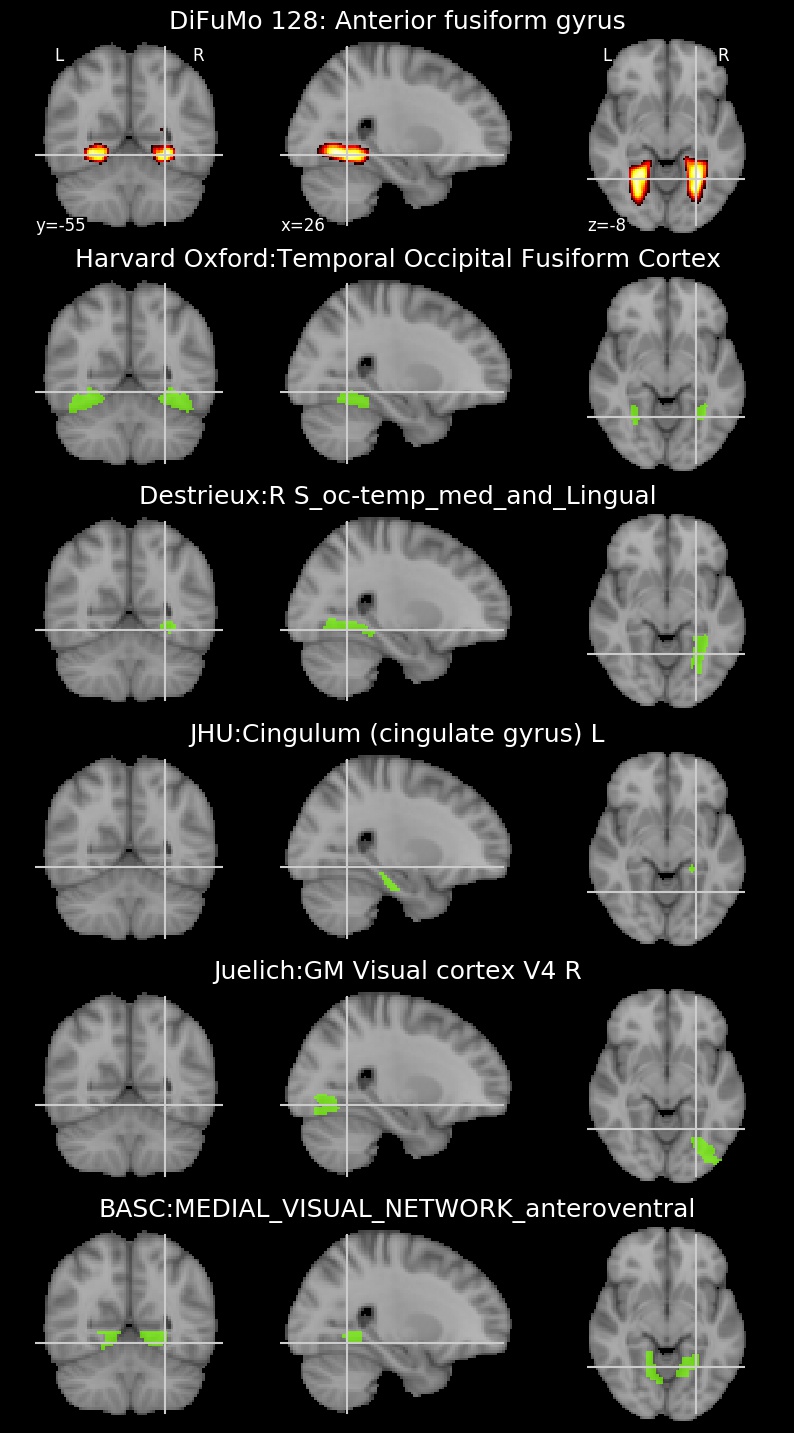 DiFuMo 128: Anterior fusiform gyrus
L R L R
y=-55 x=26 z=-8
Harvard Oxford:Temporal Occipital Fusiform Cortex
Destrieux:R S_oc-temp_med_and_Lingual
JHU:Cingulum (cingulate gyrus) L
Juelich:GM Visual cortex V4 R
BASC:MEDIAL_VISUAL_NETWORK_anteroventral